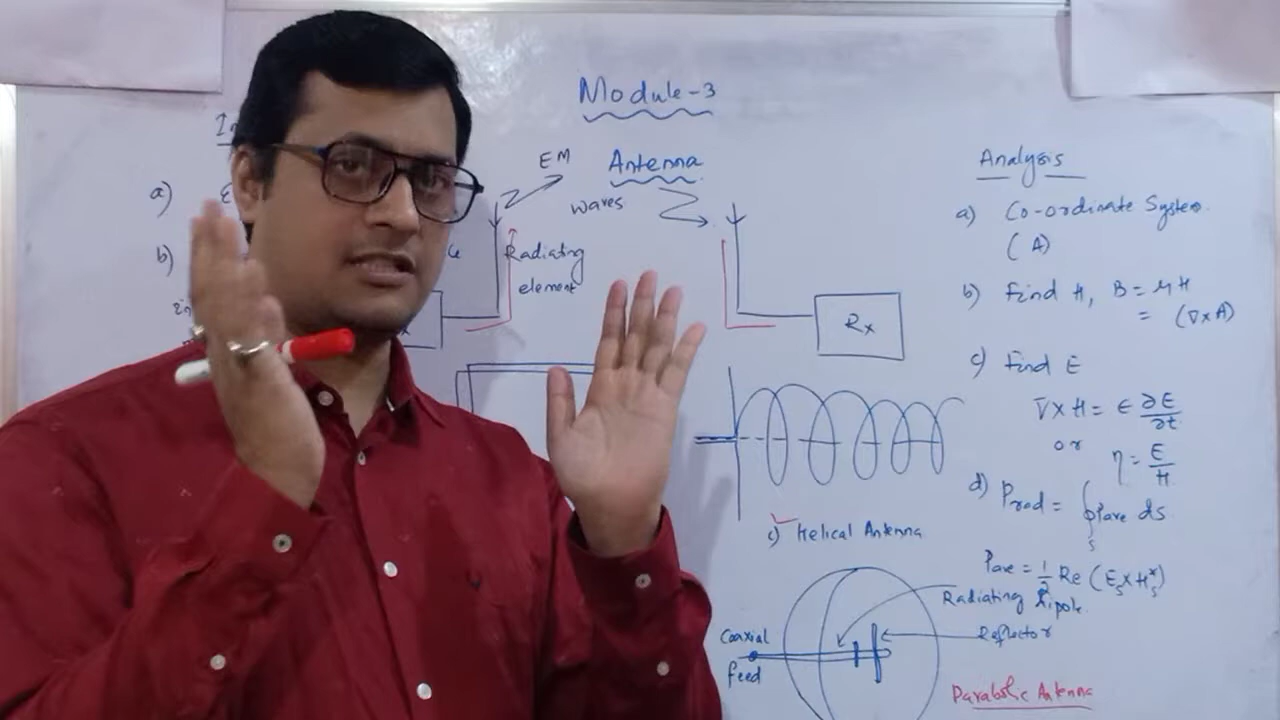 Module-3
Antenna
EM
waves
a)
b)
Radiating
element
Rx
c) Helical Antenna
Coaxial
feed
Radiating Dipole.
Reflector
Parabolic Antenna
Analysis
a) Co-ordinate System.
(A)
b) Find H, B = μH
= (∇×A)
c) Find E
∇×H = ε ∂E/∂t
or
η = E/H
d) Prad = ∮s Pave ds
Pave = 1/2 Re (Es×Hs*)